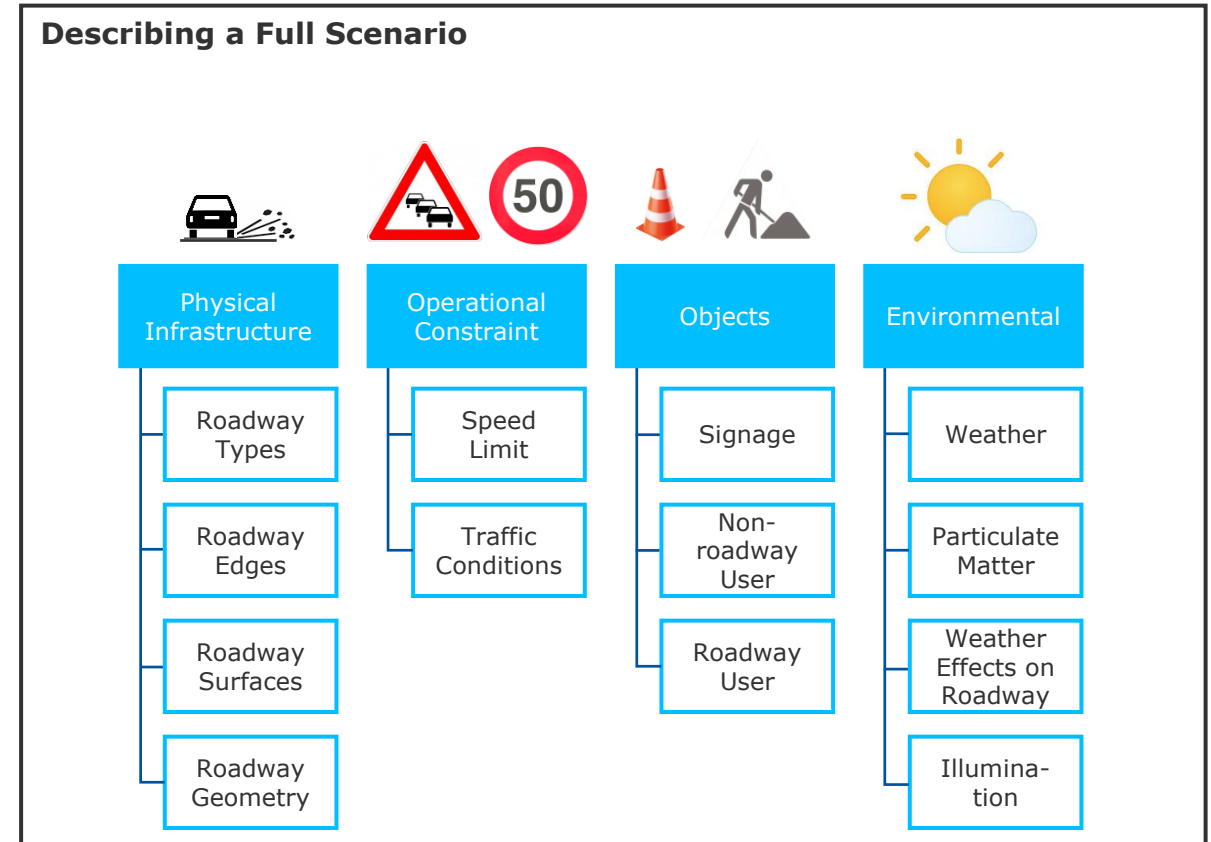 Describing a Full Scenario
50
Physical
Infrastructure
Roadway
Types
Roadway
Edges
Roadway
Surfaces
Roadway
Geometry
Operational
Constraint
Speed
Limit
Traffic
Conditions
Objects
Signage
Non-
roadway
User
Roadway
User
Environmental
Weather
Particulate
Matter
Weather
Effects on
Roadway
Illumina-
tion